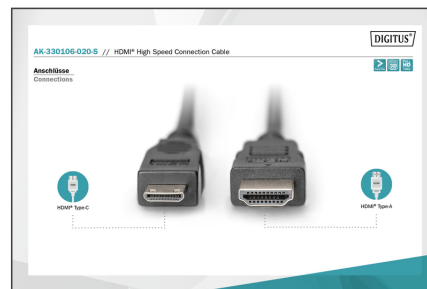 DIGITUS®
AK-330106-020-S // HDMI® High Speed Connection Cable
Anschlüsse
Connections
HDMI® Type-C
HDMI® Type-A